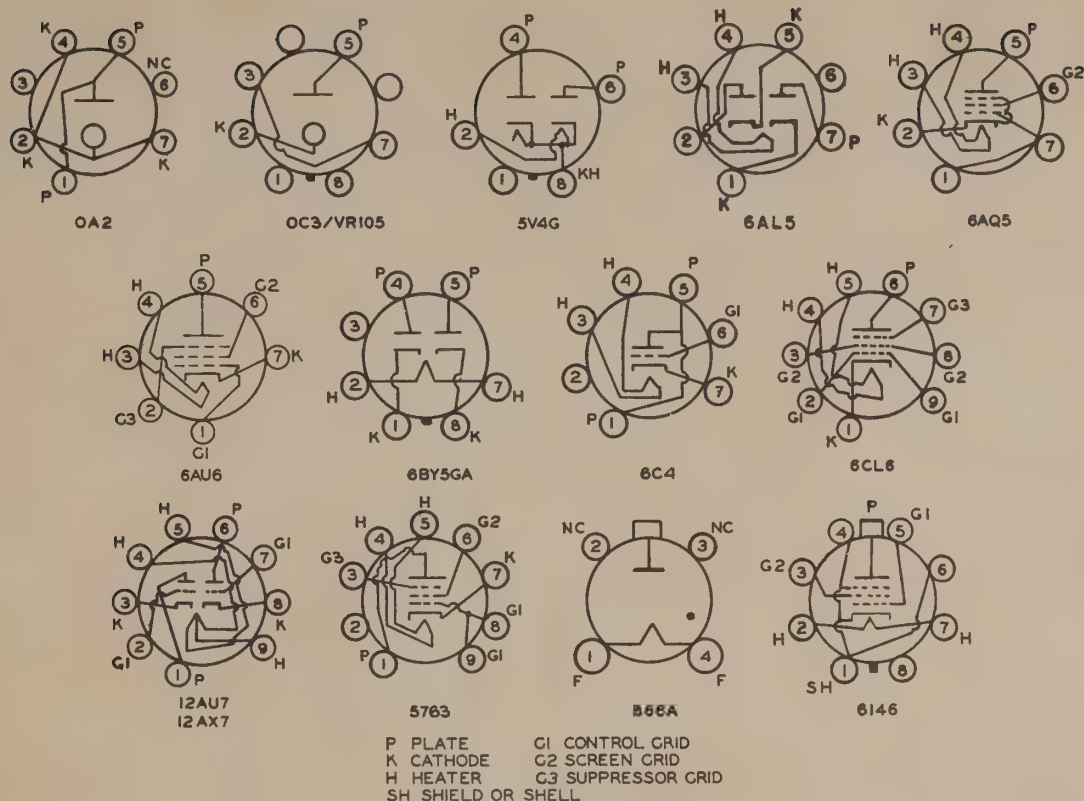 K P
4 5
NC
3 6
2 7
K K
1
P
OA2
P
5
3
K 2 7
1 8
OC3/VR105
P
4
P
6
H
2
1 8 KH
5V4G
H K
4 5
H
3 6
2 7 P
1
K
6AL5
H P
4 5
H G2
3 6
K 2 7
1
6AQ5
P
5
H G2
4 6
H 3 7 K
2
G3
1
G1
6AU6
P P
4 5
3
2 7
H H
K 1 8 K
6BY5GA
H P
4 5
H G1
3 6
2 K
7
P 1
6C4
H P
5 6
H G3
4 7
3 8
G2 G2
2 9
G1 G1
K 1
6CL6
H P
5 6
H G1
4 7
3 8
K K
2 9
G1 H
1 P
12AU7
12AX7
H
5
H G2
4 6
G3 K
3 7
2 8 G1
P 1 9 G1
5763
NC NC
2 3
1 4
F F
866A
P
4 5 G1
G2 3 6
2 7
H H
1 8
SH
6146
P PLATE G1 CONTROL GRID
K CATHODE G2 SCREEN GRID
H HEATER G3 SUPPRESSOR GRID
SH SHIELD OR SHELL